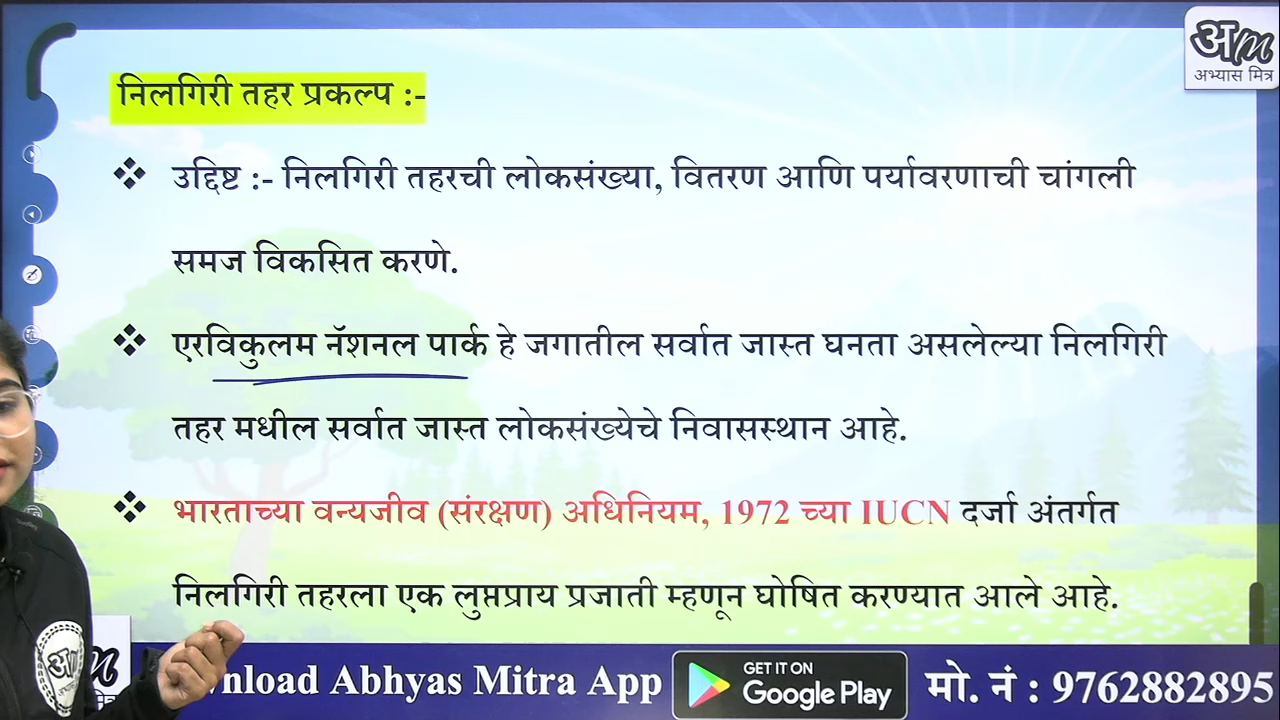 अm
अभ्यास मित्र
निलगिरी तहर प्रकल्प :-
❖ उद्दिष्ट :- निलगिरी तहरची लोकसंख्या, वितरण आणि पर्यावरणाची चांगली
समज विकसित करणे.
❖ एरविकुलम नॅशनल पार्क हे जगातील सर्वात जास्त घनता असलेल्या निलगिरी
तहर मधील सर्वात जास्त लोकसंख्येचे निवासस्थान आहे.
❖ भारताच्या वन्यजीव (संरक्षण) अधिनियम, 1972 च्या IUCN दर्जा अंतर्गत
निलगिरी तहरला एक लुप्तप्राय प्रजाती म्हणून घोषित करण्यात आले आहे.
wnload Abhyas Mitra App GET IT ON Google Play मो. नं : 9762882895